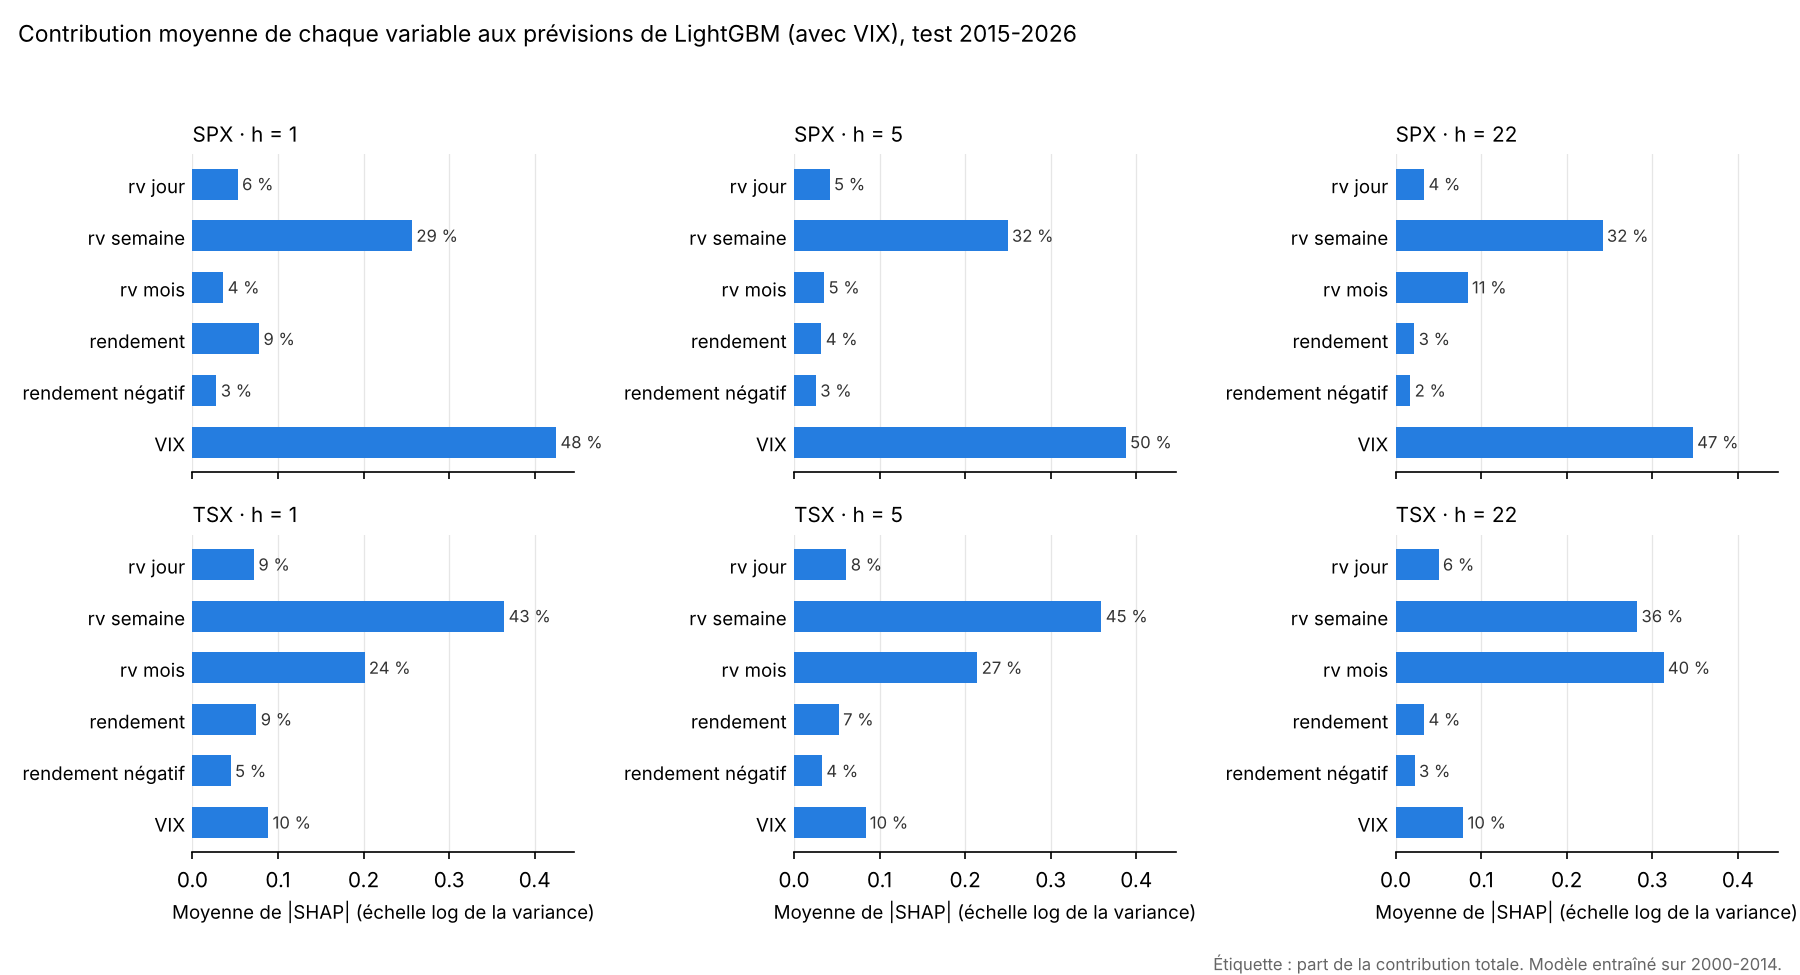 Contribution moyenne de chaque variable aux prévisions de LightGBM (avec VIX), test 2015-2026
SPX · h = 1
rv jour 6 %
rv semaine 29 %
rv mois 4 %
rendement 9 %
rendement négatif 3 %
VIX 48 %
SPX · h = 5
rv jour 5 %
rv semaine 32 %
rv mois 5 %
rendement 4 %
rendement négatif 3 %
VIX 50 %
SPX · h = 22
rv jour 4 %
rv semaine 32 %
rv mois 11 %
rendement 3 %
rendement négatif 2 %
VIX 47 %
TSX · h = 1
rv jour 9 %
rv semaine 43 %
rv mois 24 %
rendement 9 %
rendement négatif 5 %
VIX 10 %
0.0 0.1 0.2 0.3 0.4
Moyenne de |SHAP| (échelle log de la variance)
TSX · h = 5
rv jour 8 %
rv semaine 45 %
rv mois 27 %
rendement 7 %
rendement négatif 4 %
VIX 10 %
0.0 0.1 0.2 0.3 0.4
Moyenne de |SHAP| (échelle log de la variance)
TSX · h = 22
rv jour 6 %
rv semaine 36 %
rv mois 40 %
rendement 4 %
rendement négatif 3 %
VIX 10 %
0.0 0.1 0.2 0.3 0.4
Moyenne de |SHAP| (échelle log de la variance)
Étiquette : part de la contribution totale. Modèle entraîné sur 2000-2014.